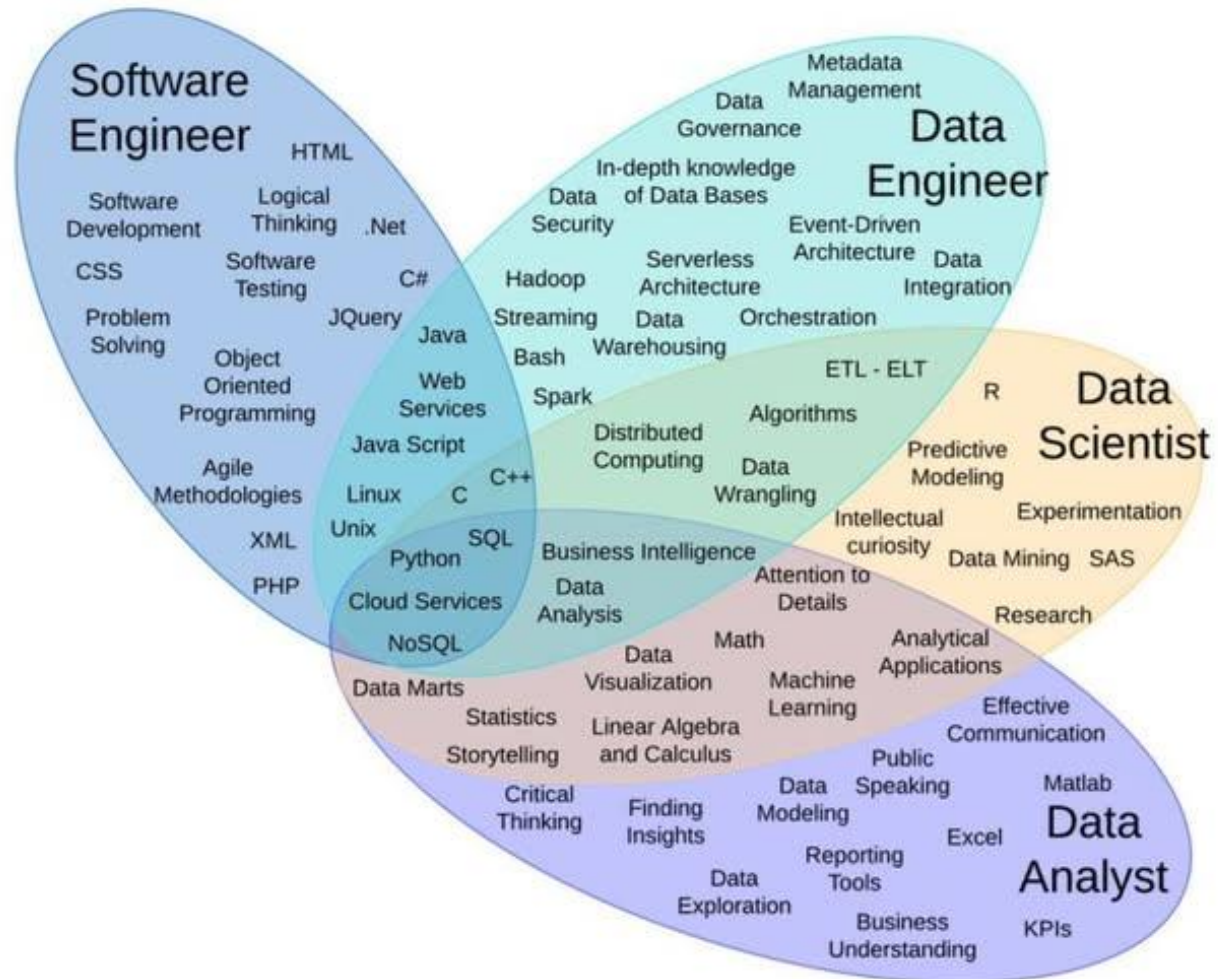 Software
Engineer
HTML
Software
Development
Logical
Thinking
.Net
CSS
Software
Testing
C#
Problem
Solving
JQuery
Object
Oriented
Programming
Agile
Methodologies
XML
PHP
Java
Web
Services
Java Script
Linux
C
C++
Unix
Python
SQL
Cloud Services
NoSQL
Data
Engineer
Metadata
Management
Data
Governance
In-depth knowledge
of Data Bases
Data
Security
Event-Driven
Architecture
Hadoop
Serverless
Architecture
Data
Integration
Streaming
Data
Warehousing
Orchestration
Bash
Spark
ETL - ELT
Algorithms
Distributed
Computing
Data
Wrangling
Business Intelligence
Data
Analysis
Data
Scientist
R
Predictive
Modeling
Experimentation
Intellectual
curiosity
Data Mining
SAS
Research
Attention to
Details
Math
Analytical
Applications
Data
Visualization
Machine
Learning
Data Marts
Statistics
Linear Algebra
and Calculus
Storytelling
Data
Analyst
Effective
Communication
Public
Speaking
Matlab
Critical
Thinking
Finding
Insights
Data
Modeling
Excel
Reporting
Tools
Data
Exploration
Business
Understanding
KPIs